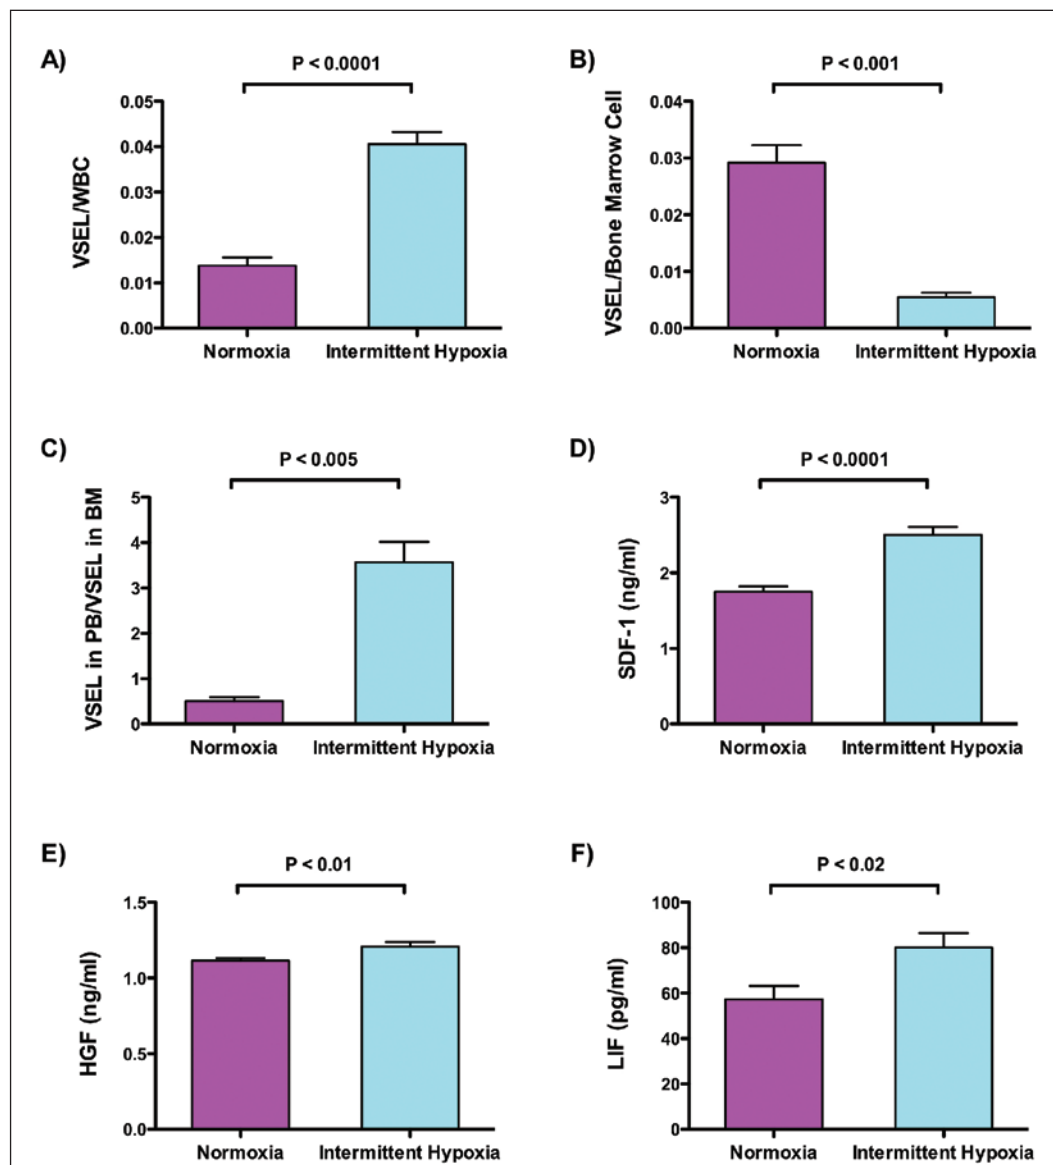 A)
P < 0.0001
VSEL/WBC
0.05
0.04
0.03
0.02
0.01
0.00
Normoxia Intermittent Hypoxia
B)
P < 0.001
VSEL/Bone Marrow Cell
0.04
0.03
0.02
0.01
0.00
Normoxia Intermittent Hypoxia
C)
P < 0.005
VSEL in PB/VSEL in BM
5
4
3
2
1
0
Normoxia Intermittent Hypoxia
D)
P < 0.0001
SDF-1 (ng/ml)
3
2
1
0
Normoxia Intermittent Hypoxia
E)
P < 0.01
HGF (ng/ml)
1.5
1.0
0.5
0.0
Normoxia Intermittent Hypoxia
F)
P < 0.02
LIF (pg/ml)
100
80
60
40
20
0
Normoxia Intermittent Hypoxia